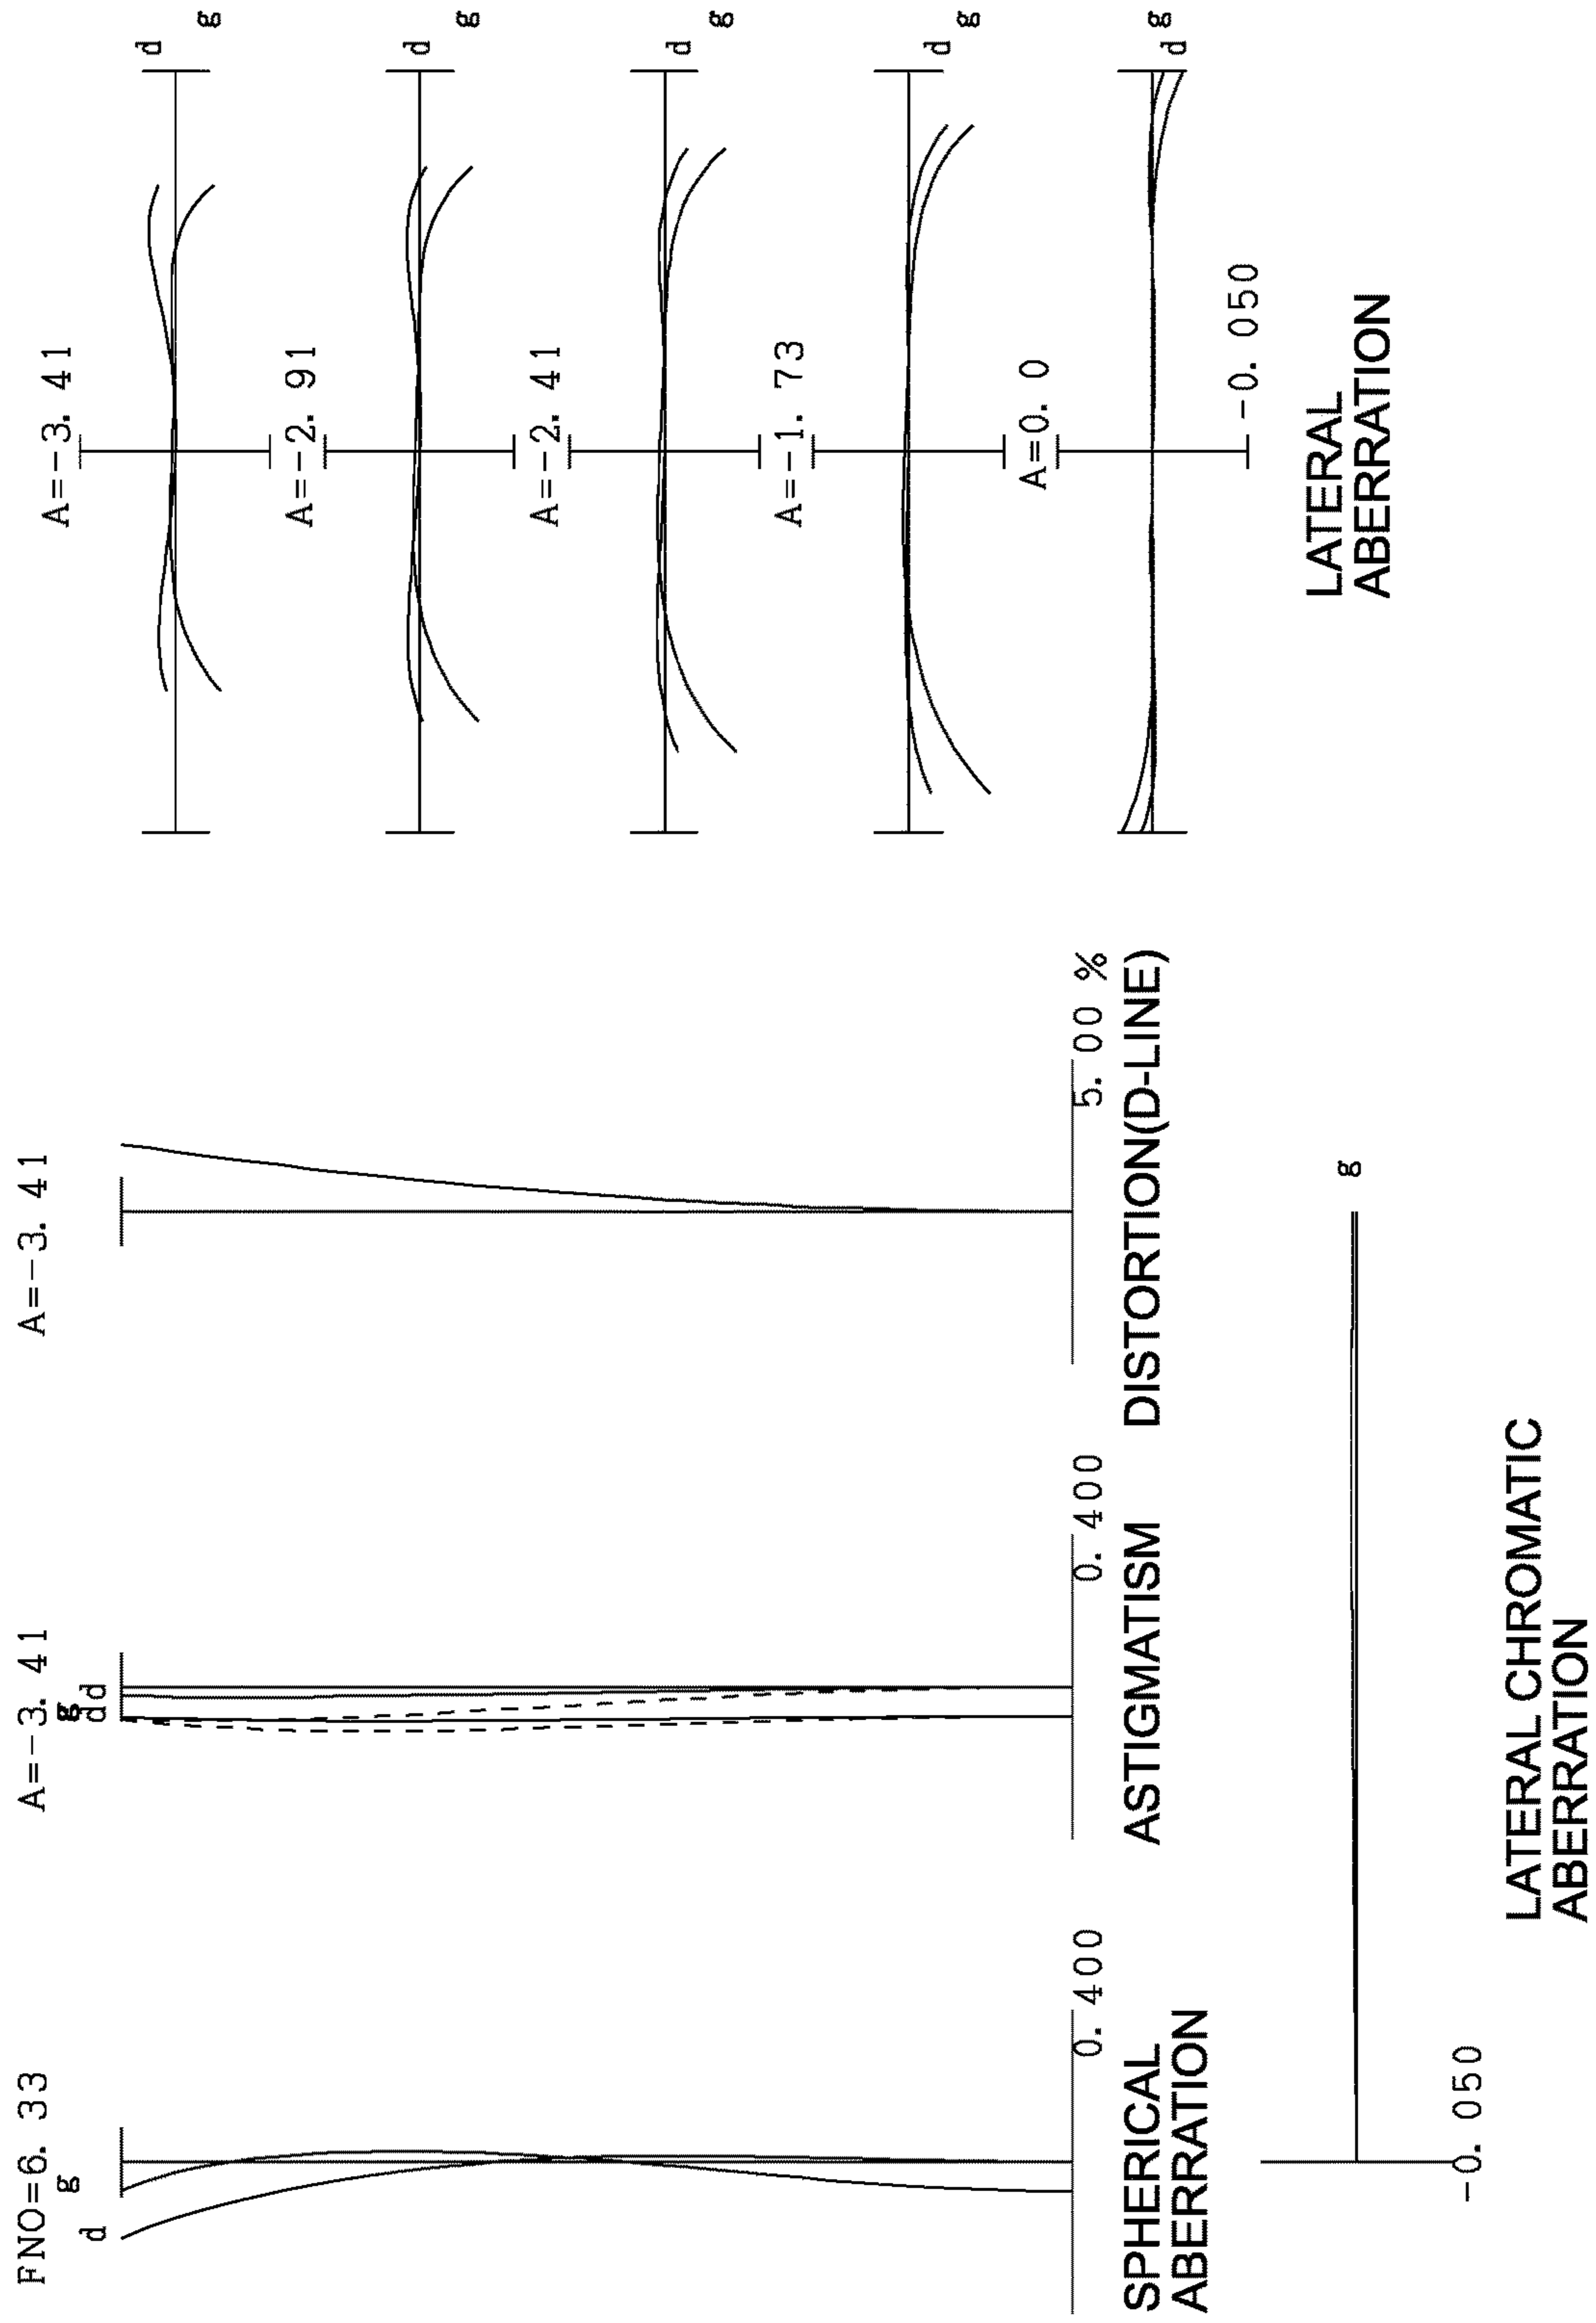 FNO=6. 33
g
d
0. 400
SPHERICAL
ABERRATION
A=-3. 41
g
d
d
0. 400
ASTIGMATISM
A=-3. 41
5. 00 %
DISTORTION(D-LINE)
-0. 050
g
LATERAL CHROMATIC
ABERRATION
A=-3. 41
d
g
A=-2. 91
d
g
A=-2. 41
d
g
A=-1. 73
d
g
A=0. 0
g
d
-0. 050
LATERAL
ABERRATION